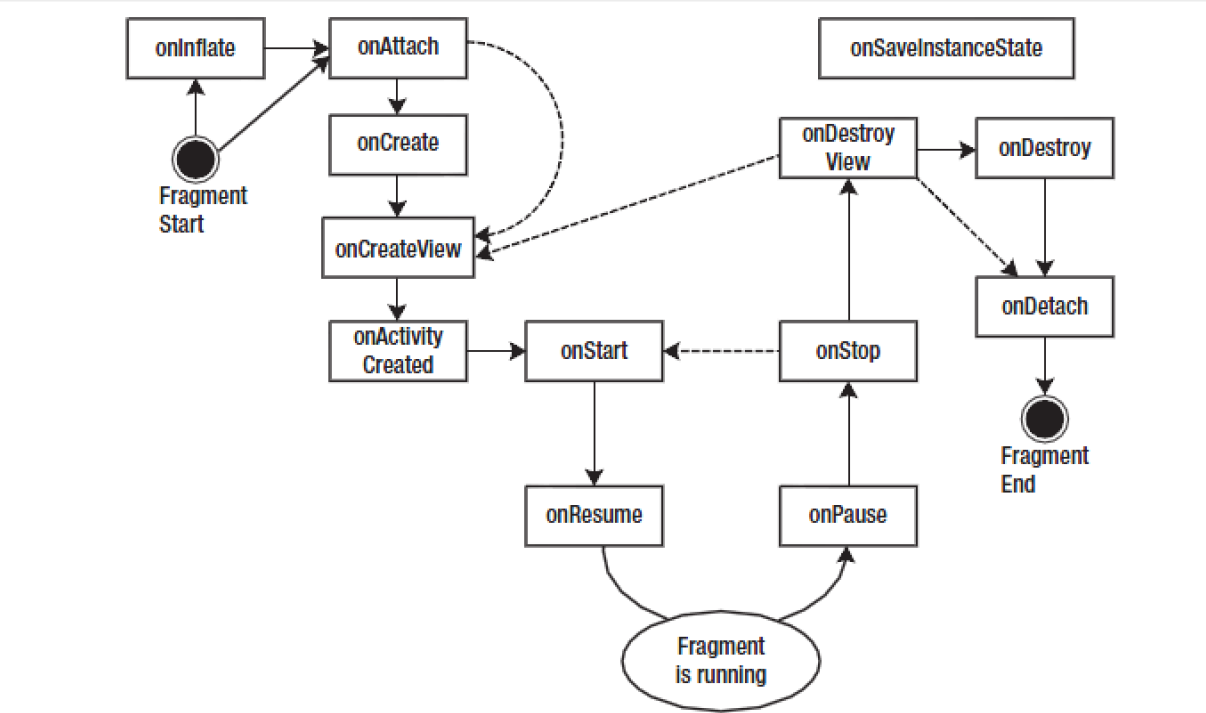 onInflate
onAttach
onSaveInstanceState
onCreate
onDestroy
View
onDestroy
Fragment
Start
onCreateView
onDetach
onActivity
Created
onStart
onStop
Fragment
End
onResume
onPause
Fragment
is running